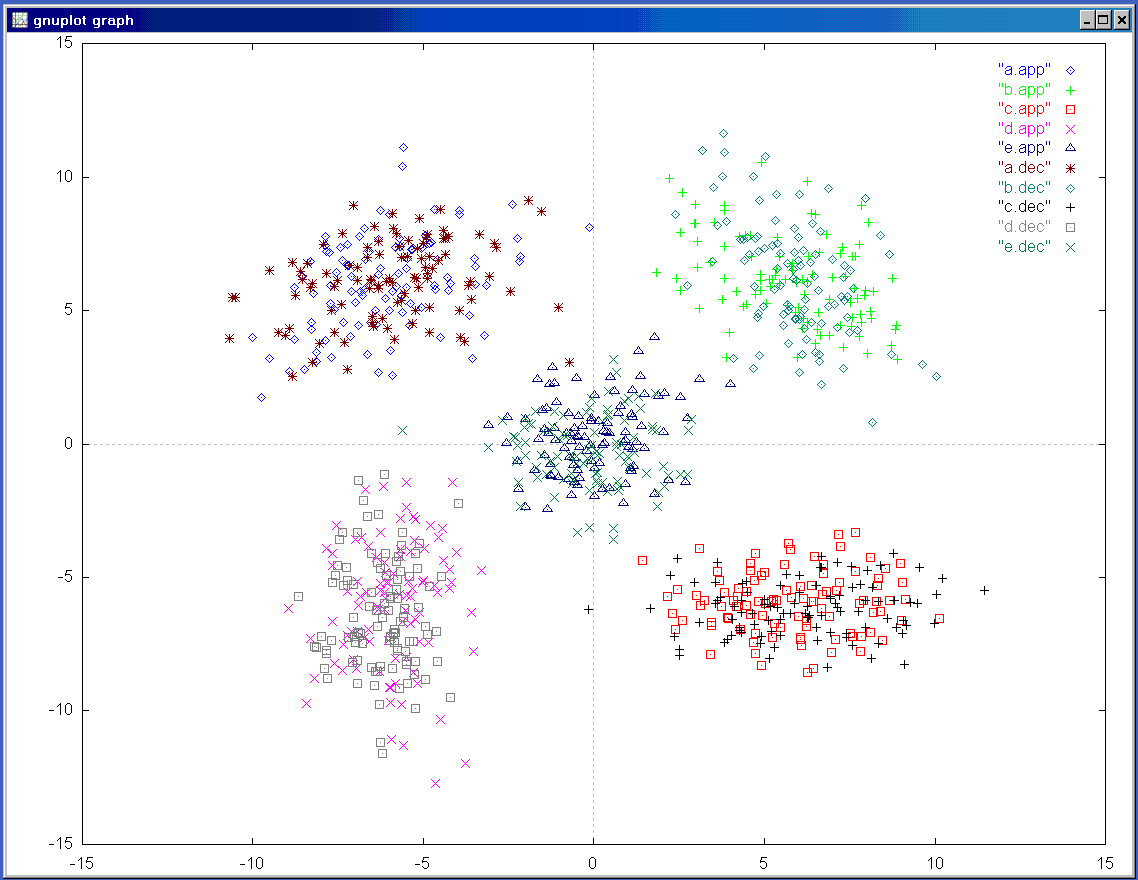 gnuplot graph
"a.app"
"b.app"
"c.app"
"d.app"
"e.app"
"a.dec"
"b.dec"
"c.dec"
"d.dec"
"e.dec"
15
10
5
0
-5
-10
-15
-15 -10 -5 0 5 10 15